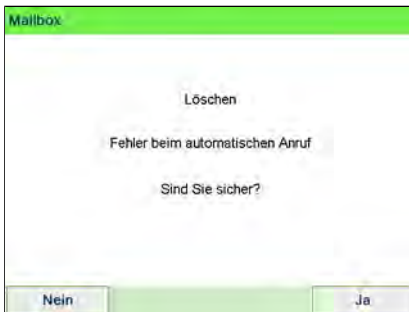 Mailbox
Löschen
Fehler beim automatischen Anruf
Sind Sie sicher?
Nein
Ja